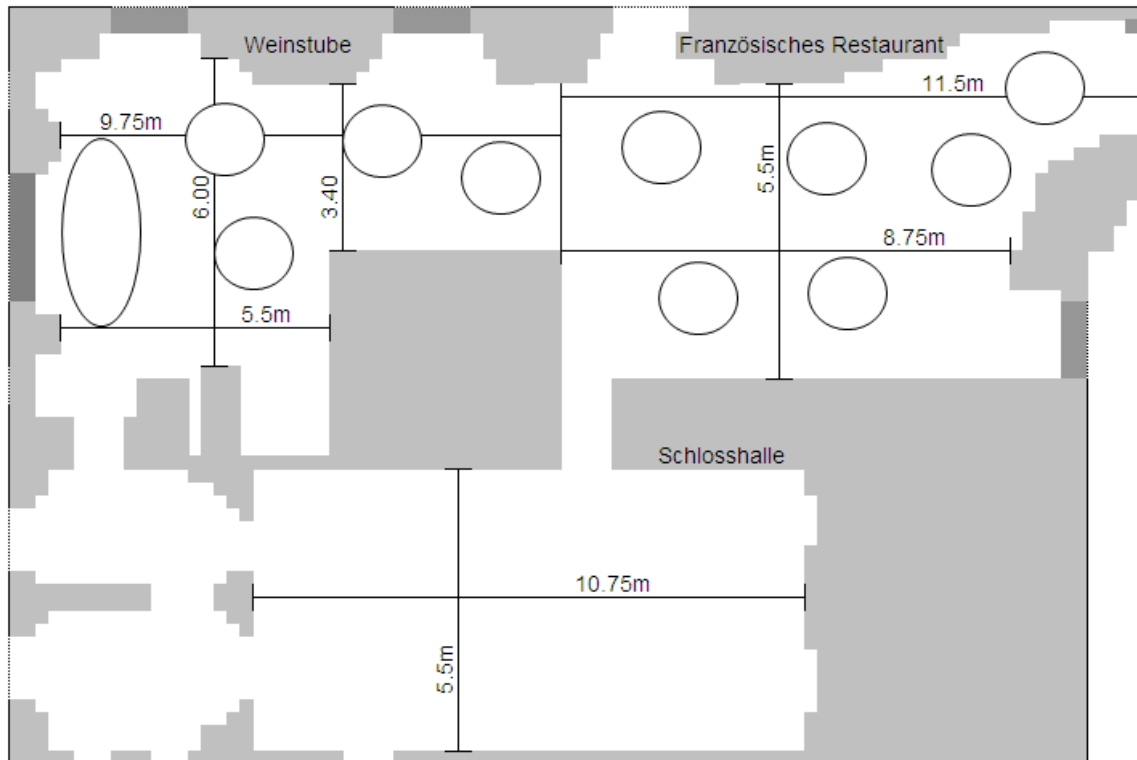 Weinstube
Französisches Restaurant
11.5m
9.75m
6.00
3.40
5.5m
8.75m
5.5m
Schlosshalle
10.75m
5.5m